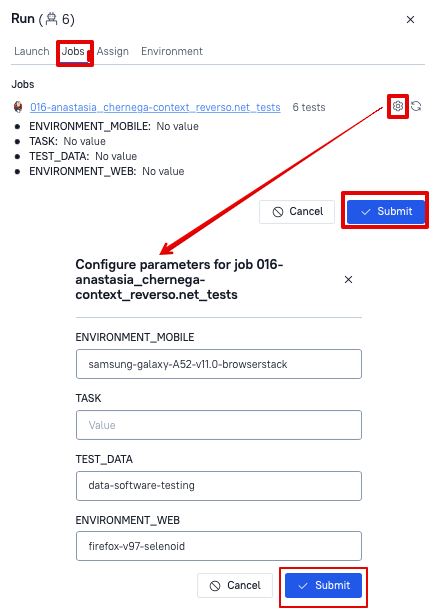 Run ( 6)
Launch Jobs Assign Environment
Jobs
016-anastasia_chernega-context_reverso.net_tests 6 tests
ENVIRONMENT_MOBILE: No value
TASK: No value
TEST_DATA: No value
ENVIRONMENT_WEB: No value
Cancel Submit
Configure parameters for job 016-
anastasia_chernega-
context_reverso.net_tests
ENVIRONMENT_MOBILE
samsung-galaxy-A52-v11.0-browserstack
TASK
Value
TEST_DATA
data-software-testing
ENVIRONMENT_WEB
firefox-v97-selenoid
Cancel Submit